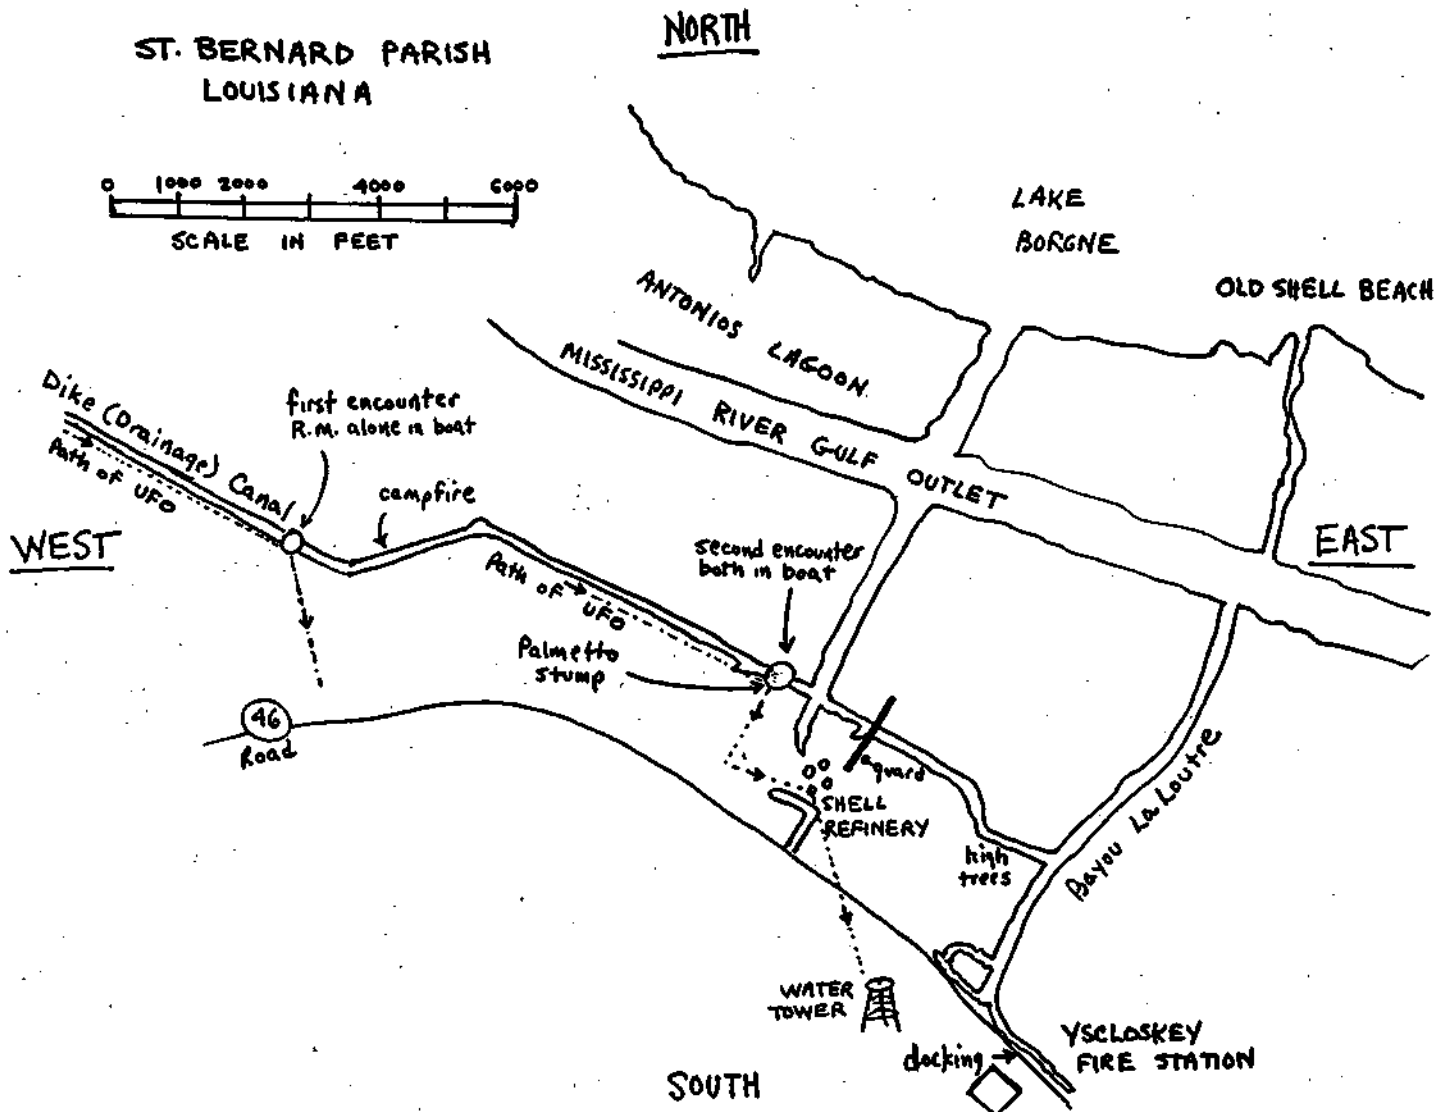 NORTH
ST. BERNARD PARISH
LOUISIANA
0 1000 2000 4000 6000
SCALE IN FEET
LAKE
BORGNE
OLD SHELL BEACH
ANTONIOS LAGOON
MISSISSIPPI RIVER GULF OUTLET
Dike (Drainage) Canal
Path of UFO
first encounter
R.M. alone in boat
campfire
WEST
EAST
second encounter
both in boat
Path of UFO
Palmetto
stump
46
Road
guard
SHELL
REFINERY
high
trees
Bayou La Loutre
WATER
TOWER
YSCLOSKEY
FIRE STATION
docking
SOUTH